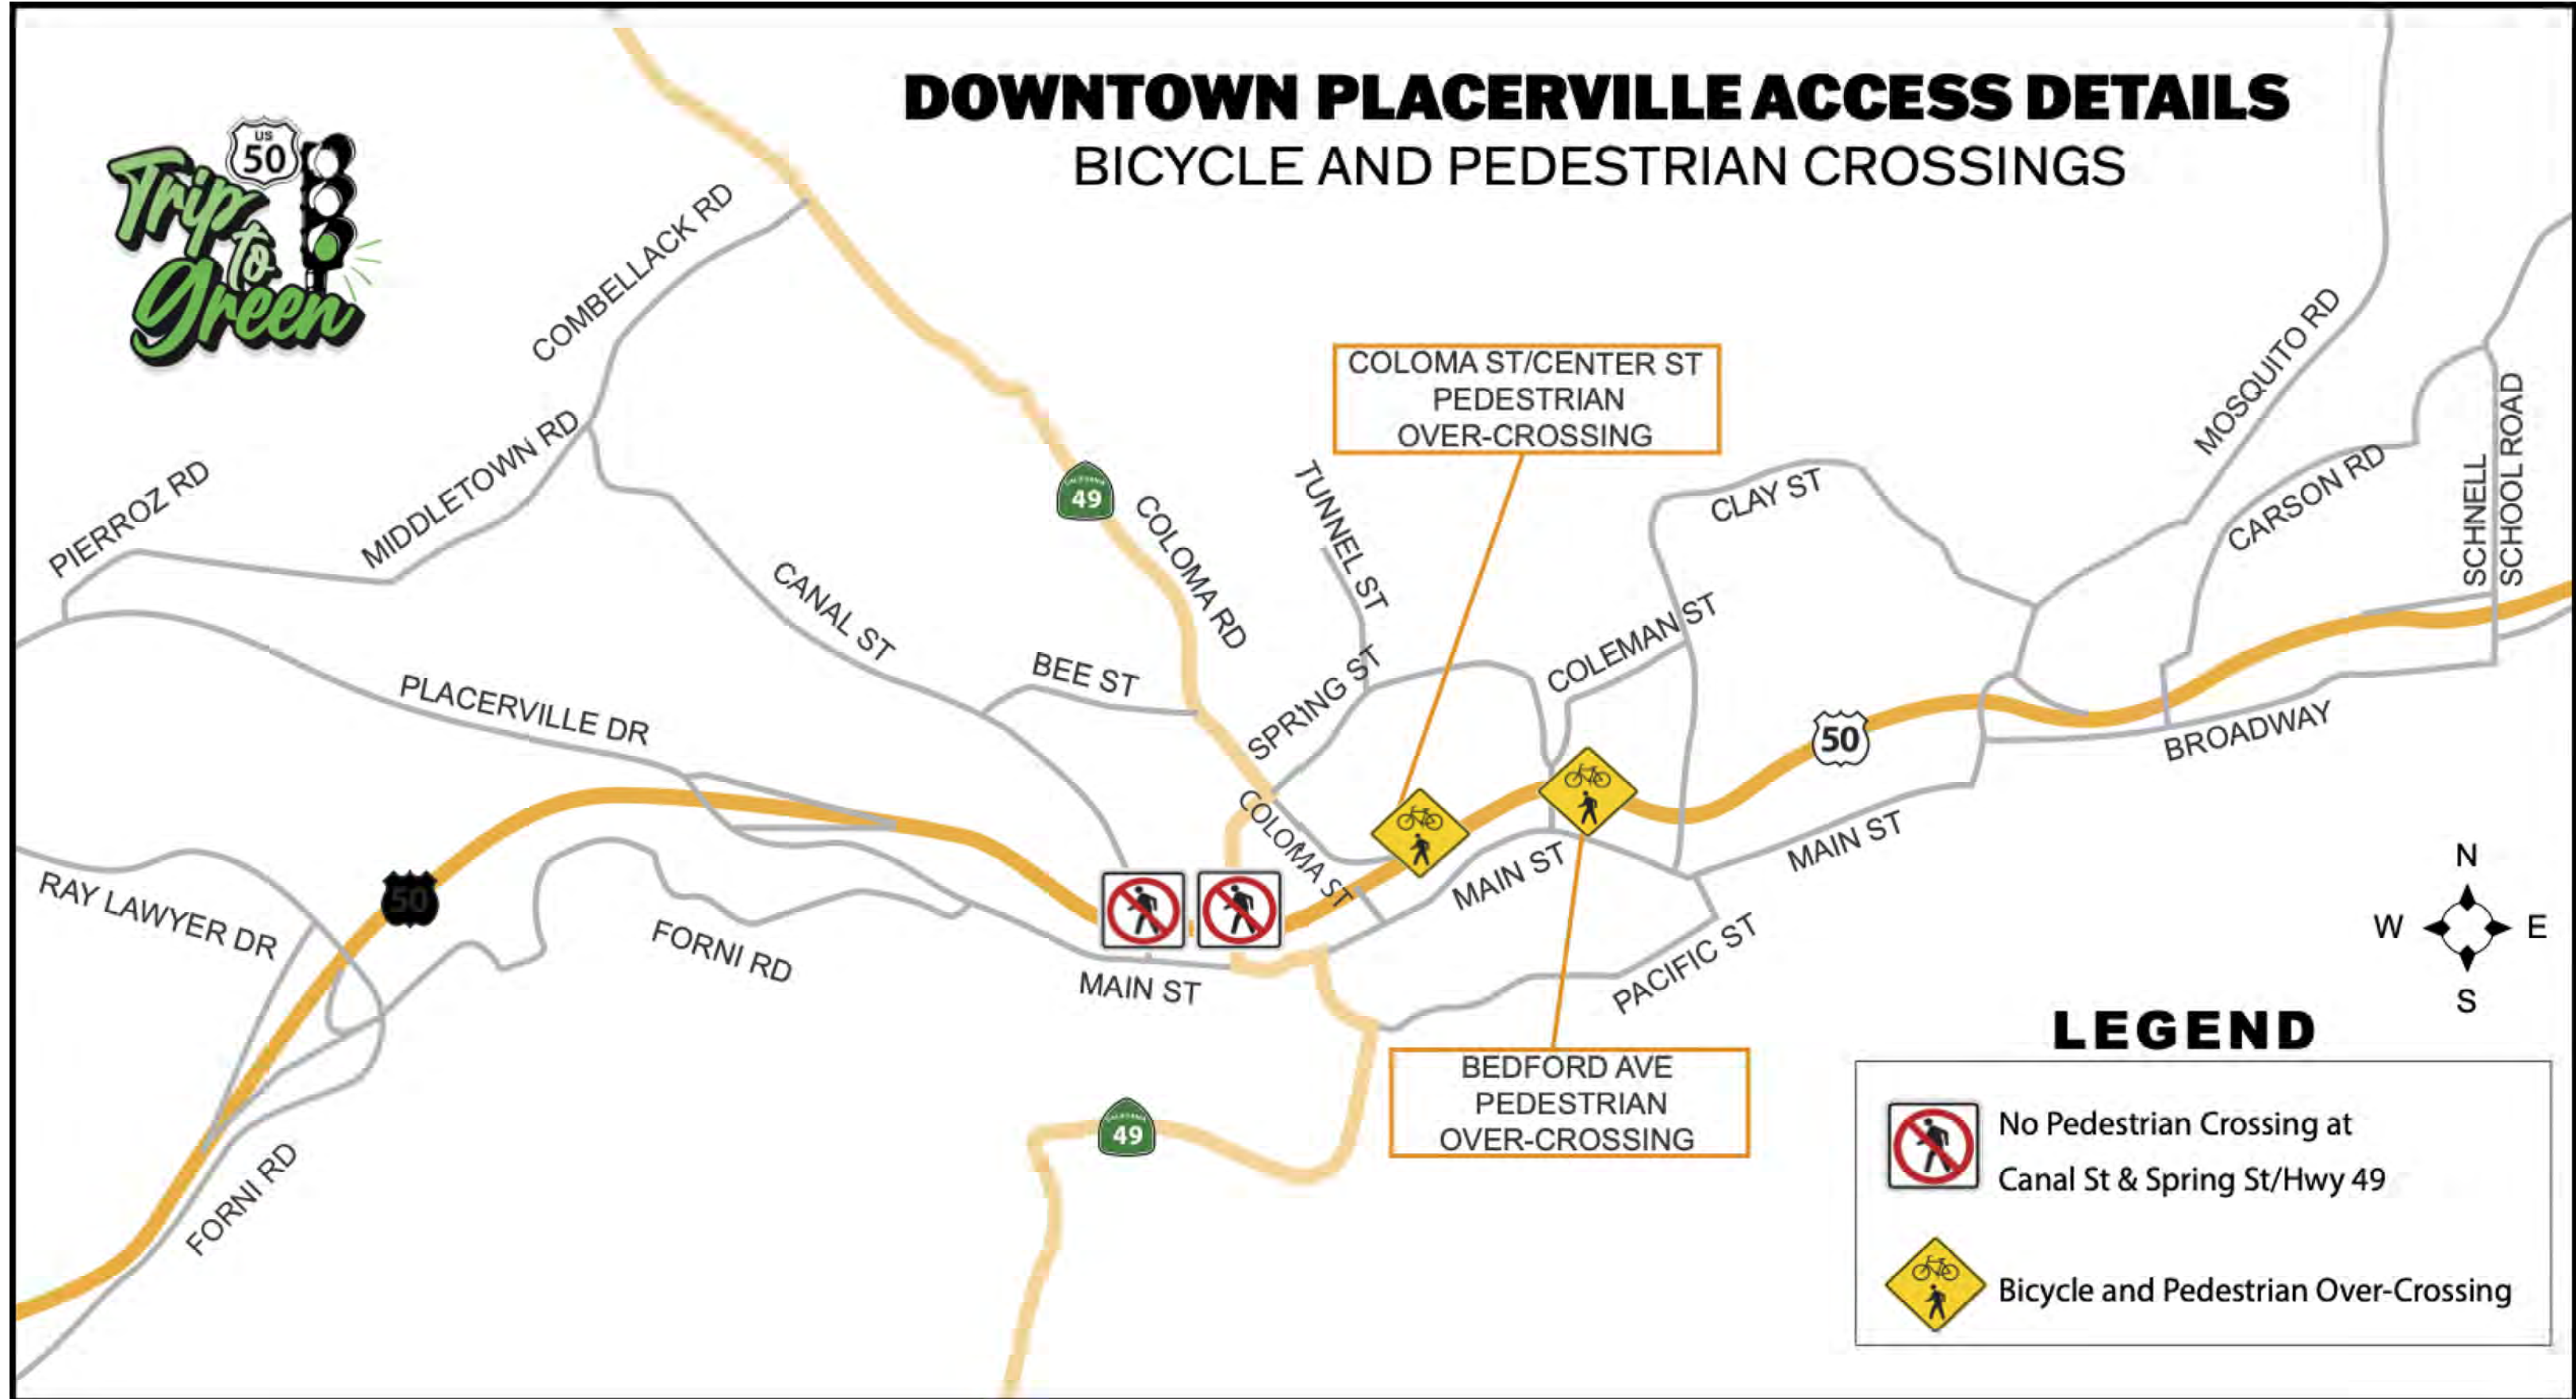 DOWNTOWN PLACERVILLE ACCESS DETAILS
BICYCLE AND PEDESTRIAN CROSSINGS
US
50
Trip
to
Green
COMBELLACK RD
MIDDLETOWN RD
PIERROZ RD
CANAL ST
49
COLOMA RD
TUNNEL ST
COLOMA ST/CENTER ST
PEDESTRIAN
OVER-CROSSING
CLAY ST
MOSQUITO RD
CARSON RD
SCHNELL
SCHOOL ROAD
BEE ST
SPRING ST
COLEMAN ST
PLACERVILLE DR
50
BROADWAY
COLOMA ST
MAIN ST
MAIN ST
RAY LAWYER DR
50
FORNI RD
MAIN ST
PACIFIC ST
BEDFORD AVE
PEDESTRIAN
OVER-CROSSING
49
FORNI RD
N
W
E
S
LEGEND
No Pedestrian Crossing at
Canal St & Spring St/Hwy 49
Bicycle and Pedestrian Over-Crossing